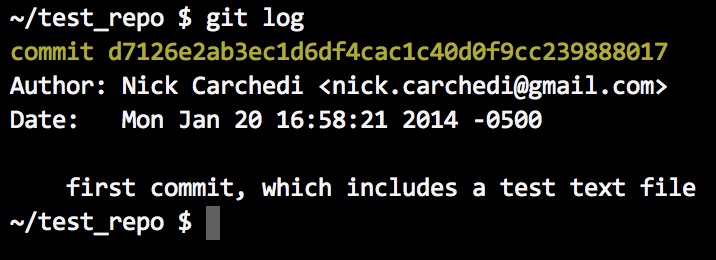 ~/test_repo $ git log
commit d7126e2ab3ec1d6df4cac1c40d0f9cc239888017
Author: Nick Carchedi <nick.carchedi@gmail.com>
Date:   Mon Jan 20 16:58:21 2014 -0500

    first commit, which includes a test text file
~/test_repo $